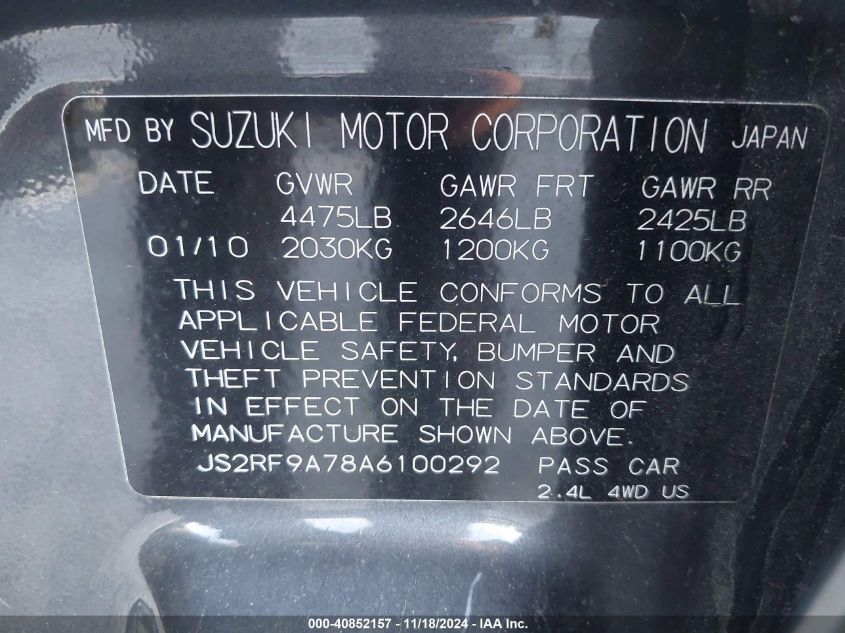 MFD BY SUZUKI MOTOR CORPORATION JAPAN
DATE GVWR GAWR FRT GAWR RR
4475LB 2646LB 2425LB
01/10 2030KG 1200KG 1100KG
THIS VEHICLE CONFORMS TO ALL
APPLICABLE FEDERAL MOTOR
VEHICLE SAFETY, BUMPER AND
THEFT PREVENTION STANDARDS
IN EFFECT ON THE DATE OF
MANUFACTURE SHOWN ABOVE.
JS2RF9A78A6100292 PASS CAR
2.4L 4WD US
000-40852157 - 11/18/2024 - IAA Inc.